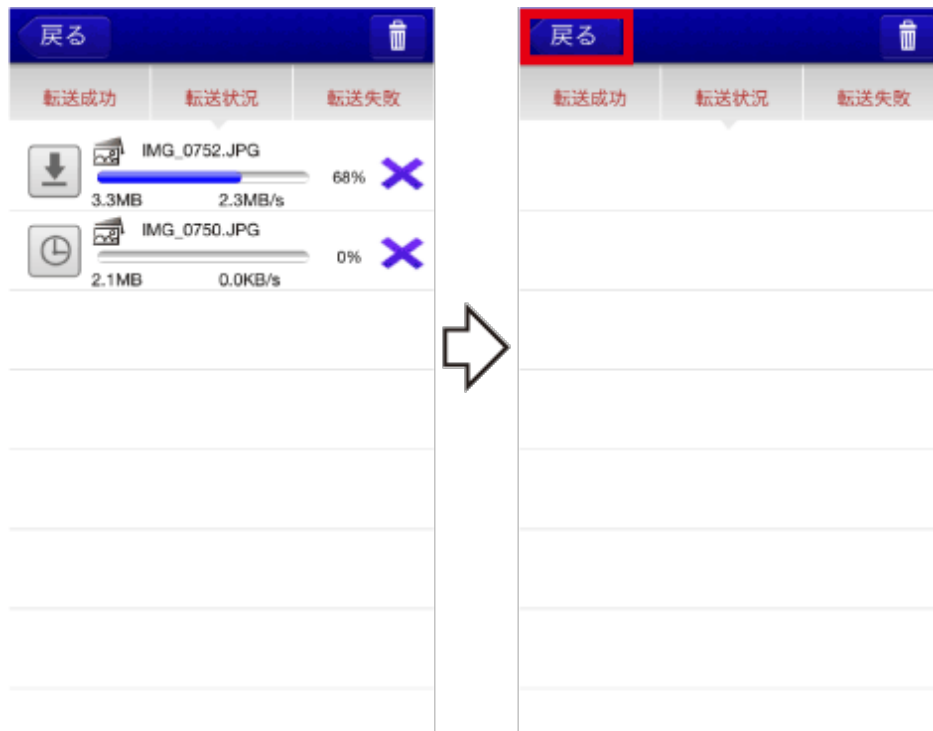 戻る
転送成功 転送状況 転送失敗
IMG_0752.JPG
68%
3.3MB 2.3MB/s
IMG_0750.JPG
0%
2.1MB 0.0KB/s
戻る
転送成功 転送状況 転送失敗